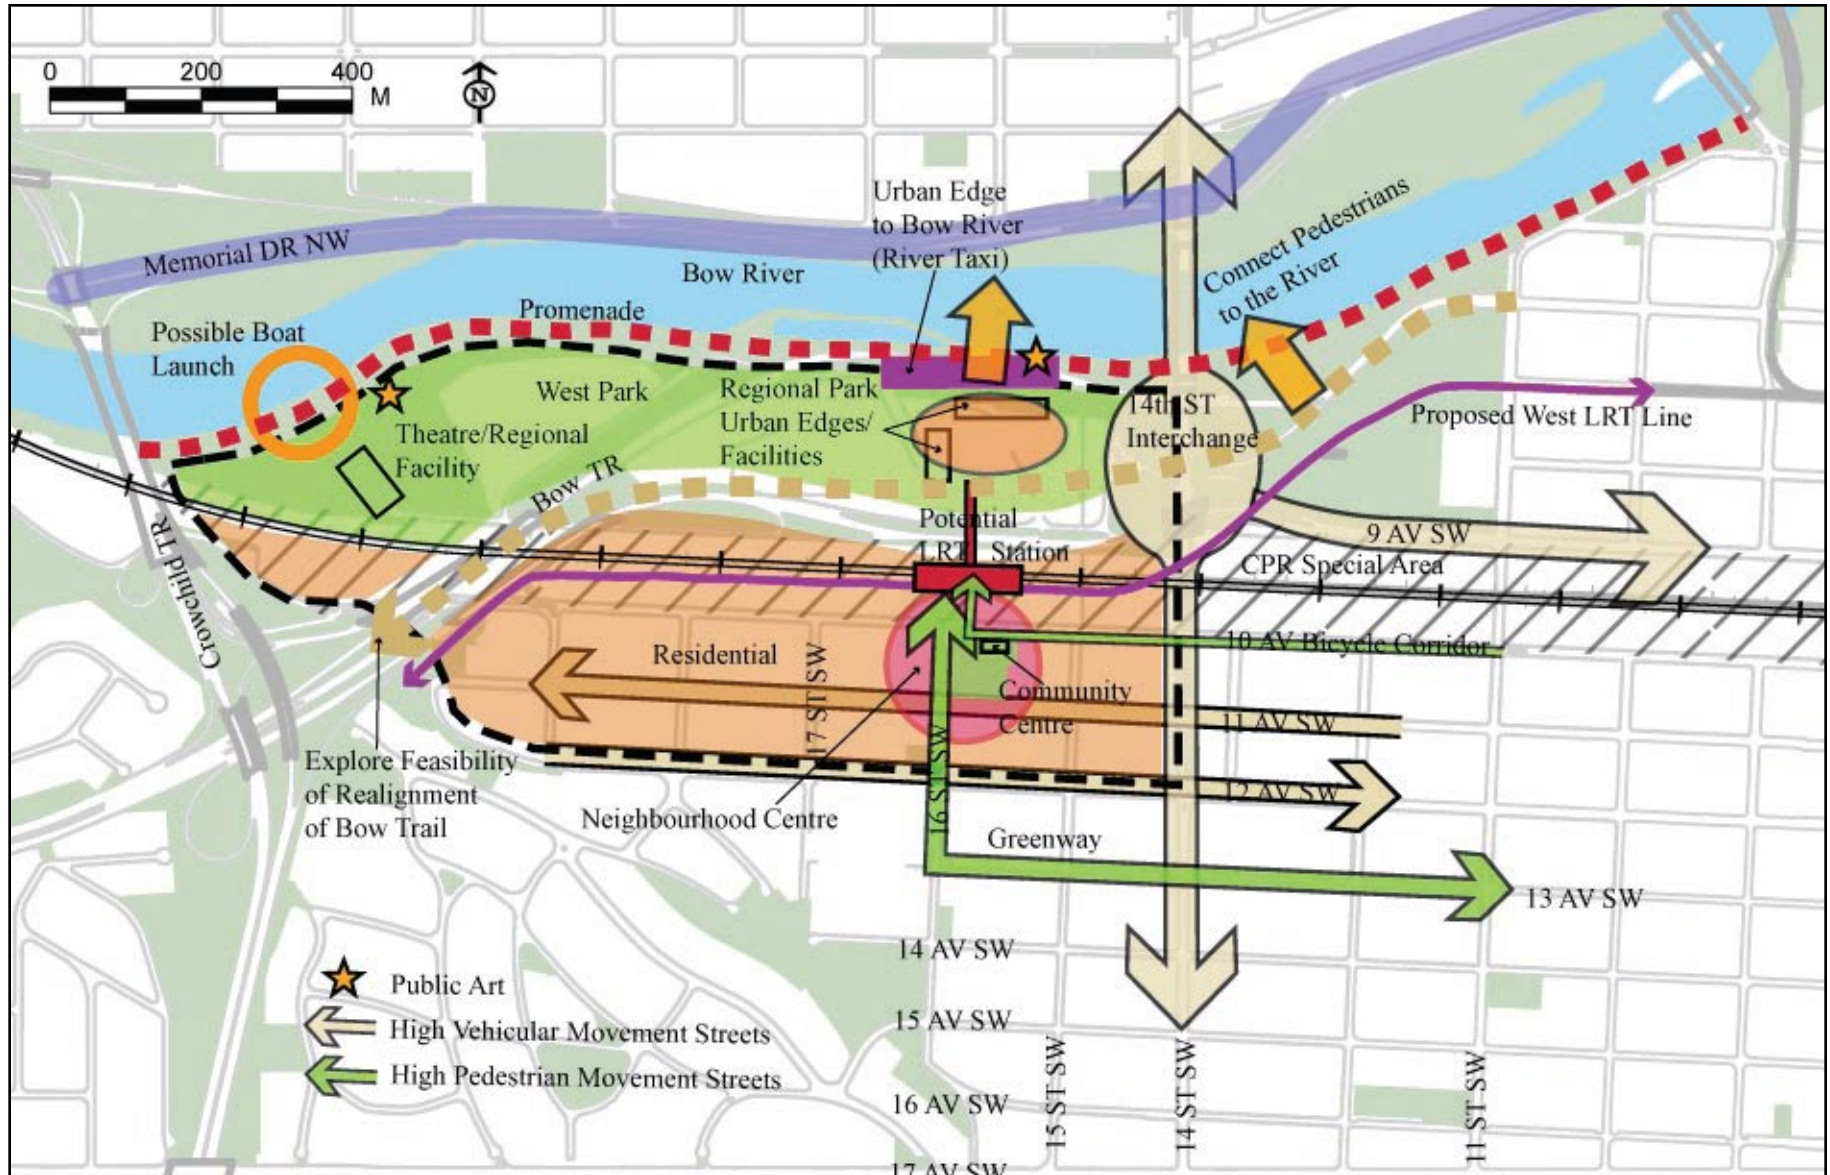 0 200 400
M
N
Urban Edge
to Bow River
(River Taxi)
Memorial DR NW
Bow River
Connect Pedestrians
to the River
Promenade
Possible Boat
Launch
West Park
Regional Park
Urban Edges/
Facilities
14th ST
Interchange
Proposed West LRT Line
Theatre/Regional
Facility
Bow TR
Potential
LRT Station
9 AV SW
CPR Special Area
Crowchild TR
10 AV Bicycle Corridor
Residential
17 ST SW
Community
Centre
11 AV SW
16 ST SW
12 AV SW
Explore Feasibility
of Realignment
of Bow Trail
Neighbourhood Centre
Greenway
13 AV SW
14 AV SW
15 AV SW
16 AV SW
17 AV SW
15 ST SW
14 ST SW
11 ST SW
Public Art
High Vehicular Movement Streets
High Pedestrian Movement Streets